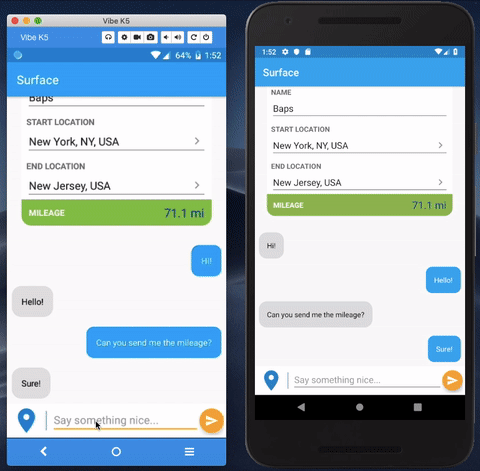 Vibe K5
Vibe K5
64% 1:52
Surface
Baps
START LOCATION
New York, NY, USA
END LOCATION
New Jersey, USA
MILEAGE 71.1 mi
Hi!
Hello!
Can you send me the mileage?
Sure!
Say something nice...
1:52
Surface
NAME
Baps
START LOCATION
New York, NY, USA
END LOCATION
New Jersey, USA
MILEAGE 71.1 mi
Hi!
Hello!
Can you send me the mileage?
Sure!
Say something nice...